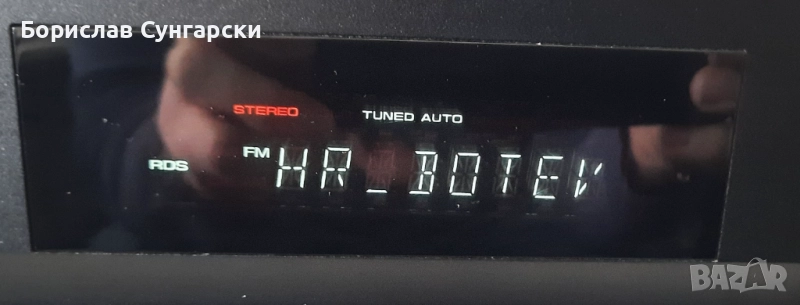 Борислав Сунгарски
STEREO TUNED AUTO
RDS FM HR_BOTEV
BAZAR